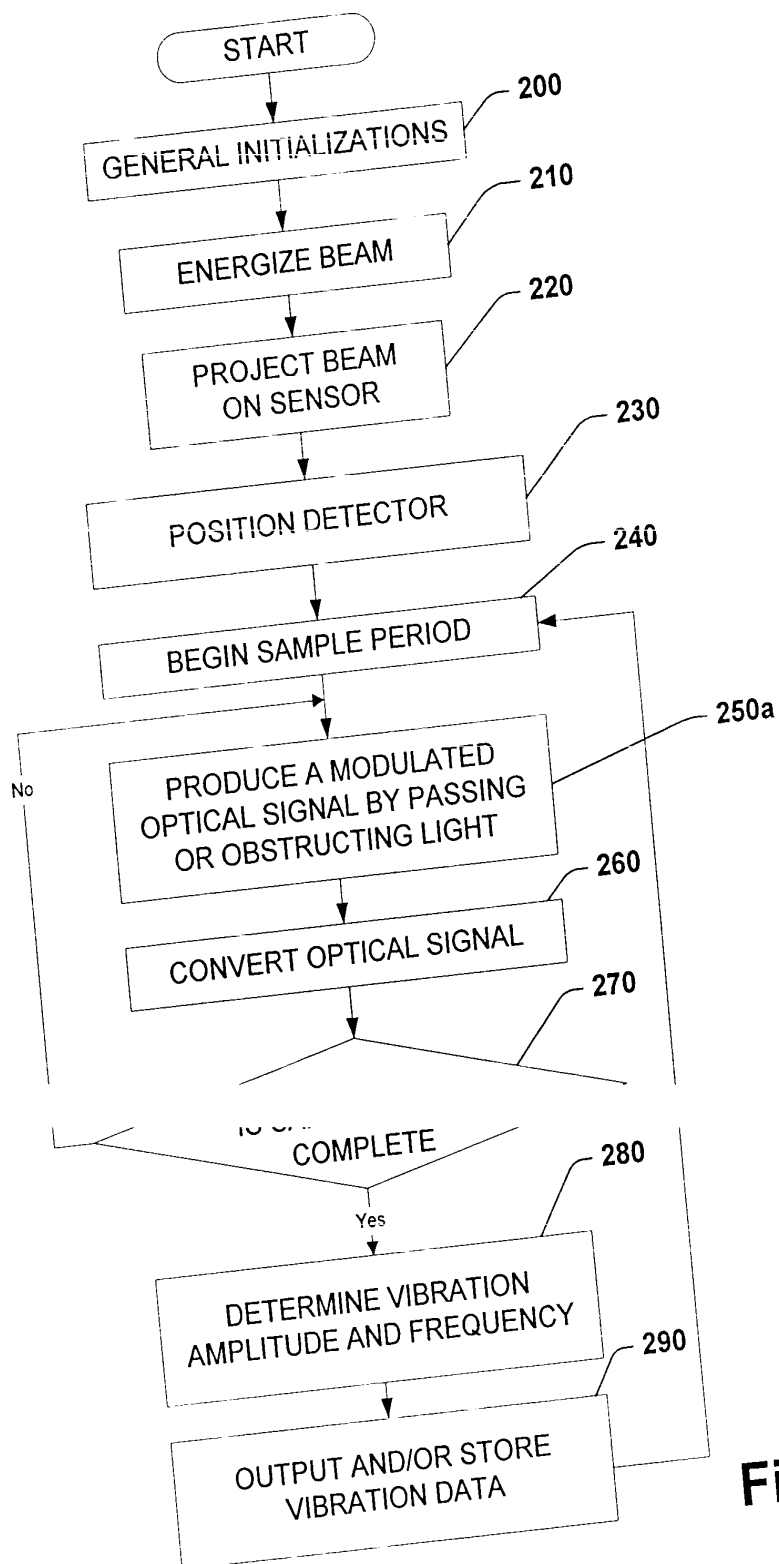 START
200
GENERAL INITIALIZATIONS
210
ENERGIZE BEAM
220
PROJECT BEAM
ON SENSOR
230
POSITION DETECTOR
240
BEGIN SAMPLE PERIOD
250a
No
PRODUCE A MODULATED
OPTICAL SIGNAL BY PASSING
OR OBSTRUCTING LIGHT
260
CONVERT OPTICAL SIGNAL
270
COMPLETE
280
Yes
DETERMINE VIBRATION
AMPLITUDE AND FREQUENCY
290
OUTPUT AND/OR STORE
VIBRATION DATA